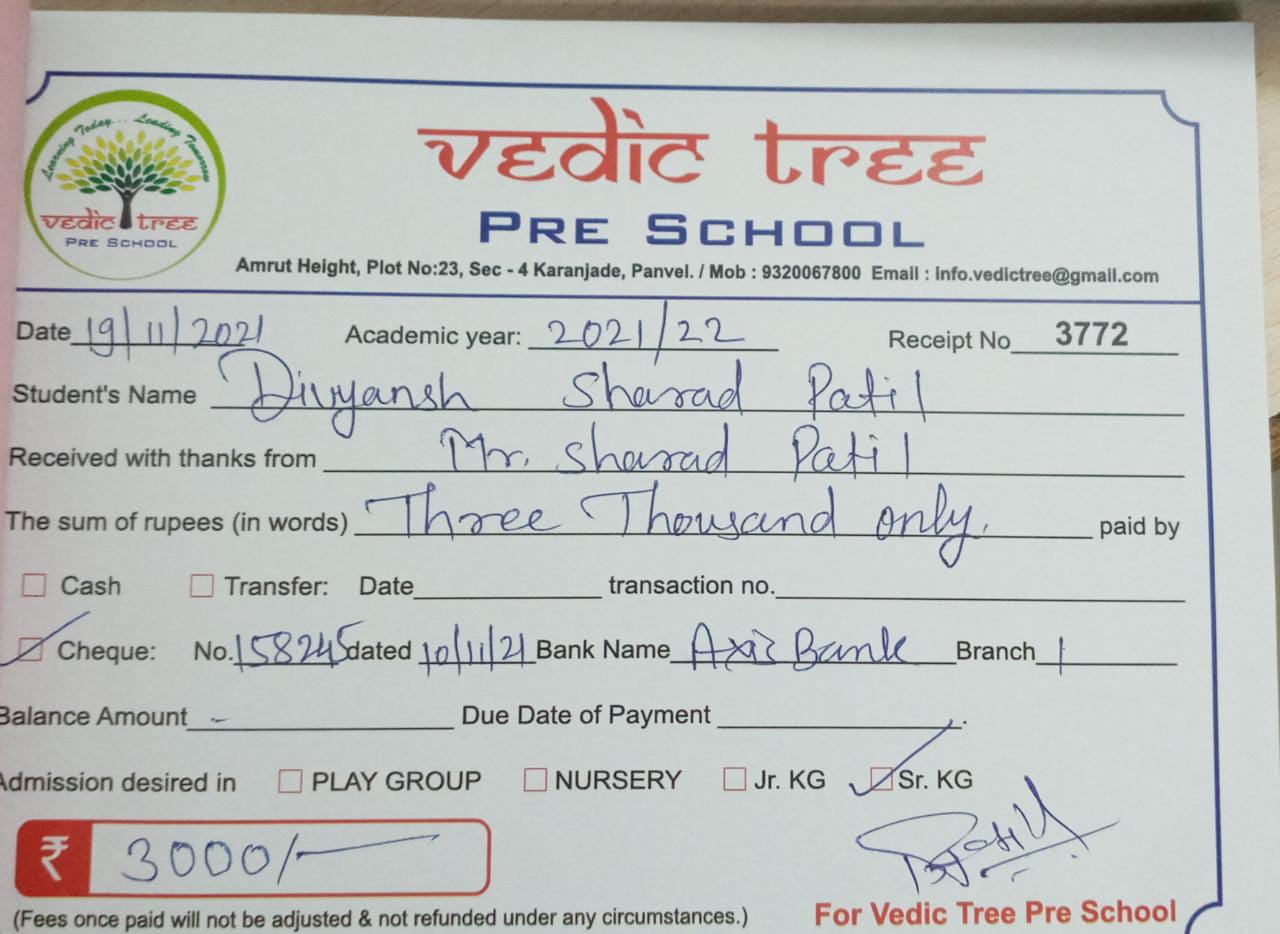 Learning Today... Leading Tomorrow
vedic tree
PRE SCHOOL
vedic tree
PRE SCHOOL
Amrut Height, Plot No:23, Sec - 4 Karanjade, Panvel. / Mob : 9320067800 Email : Info.vedictree@gmail.com
Date 19/11/2021 Academic year: 2021/22 Receipt No 3772
Student's Name Divyansh Sharad Patil
Received with thanks from Mr. Sharad Patil
The sum of rupees (in words) Three Thousand only. paid by
Cash Transfer: Date transaction no.
Cheque: No. 158245 dated 10/11/21 Bank Name Axis Bank Branch
Balance Amount - Due Date of Payment .
Admission desired in PLAY GROUP NURSERY Jr. KG Sr. KG
₹ 3000/-
(Fees once paid will not be adjusted & not refunded under any circumstances.) For Vedic Tree Pre School